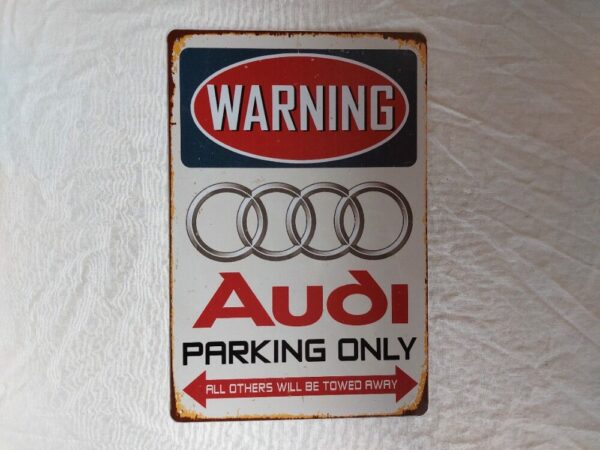 WARNING
Audi
PARKING ONLY
ALL OTHERS WILL BE TOWED AWAY